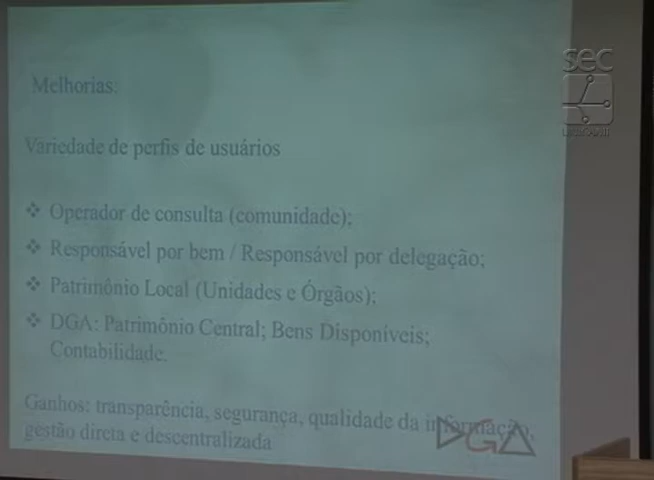 sec
Melhorias:
Variedade de perfis de usuários
❖ Operador de consulta (comunidade);
❖ Responsável por bem / Responsável por delegação;
❖ Patrimônio Local (Unidades e Órgãos);
❖ DGA: Patrimônio Central; Bens Disponíveis;
Contabilidade.
Ganhos: transparência, segurança, qualidade da informação,
gestão direta e descentralizada
DGA